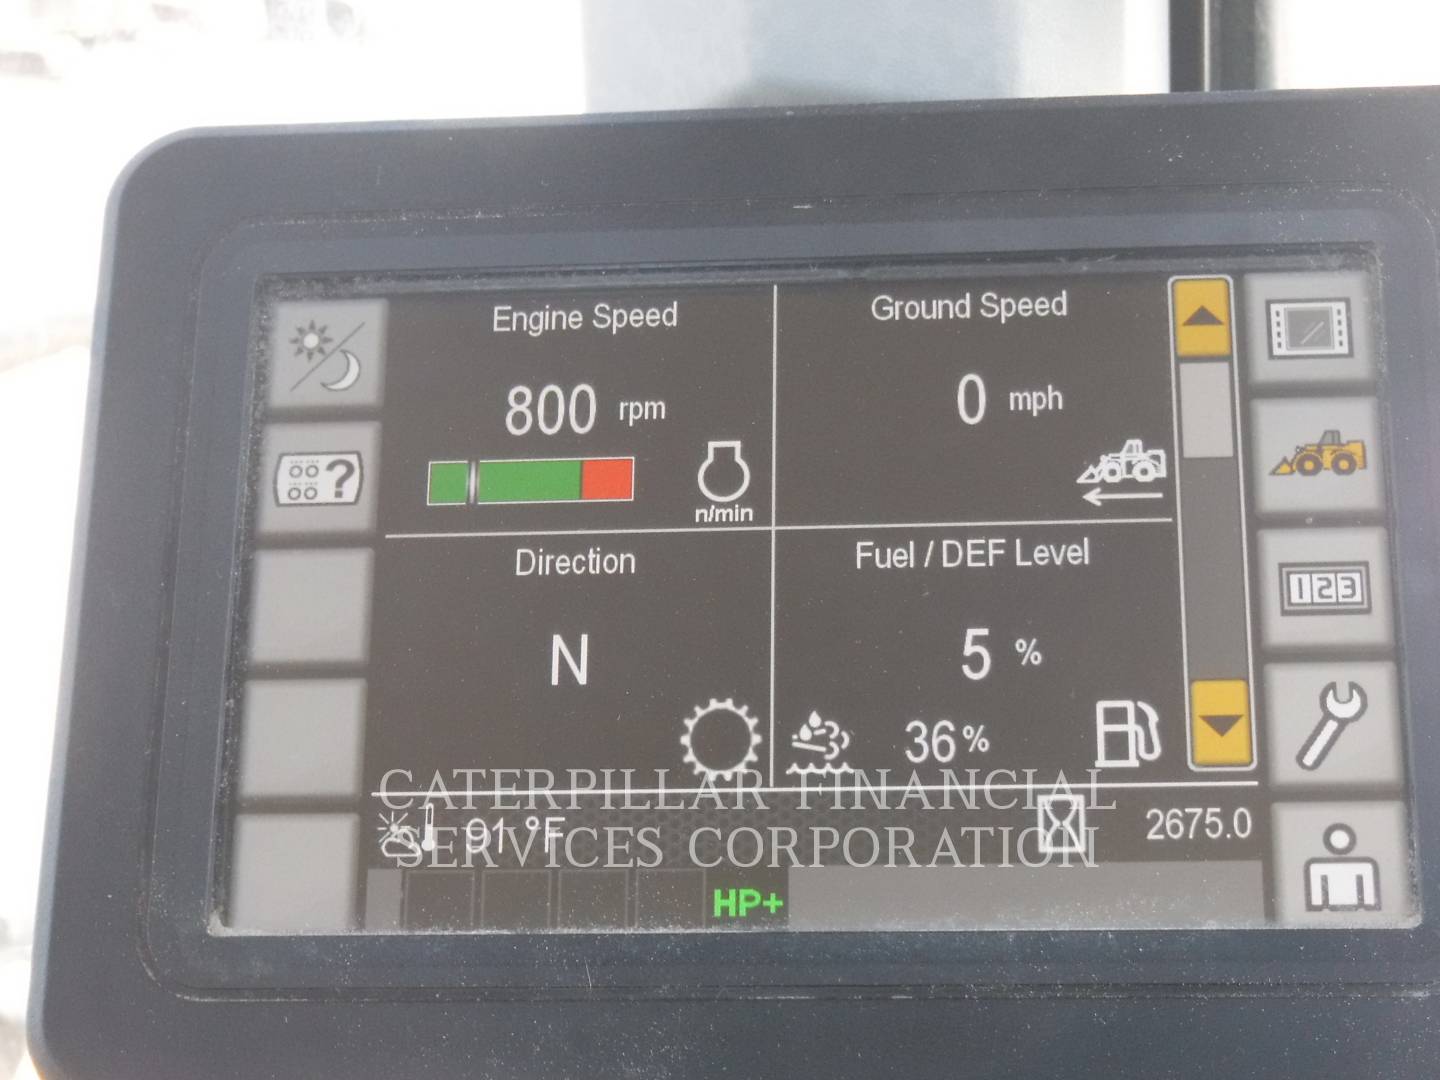 Engine Speed
800 rpm
n/min
Ground Speed
0 mph
Direction
N
Fuel / DEF Level
5 %
36 %
91 °F
2675.0
HP+
?
123
CATERPILLAR FINANCIAL
SERVICES CORPORATION